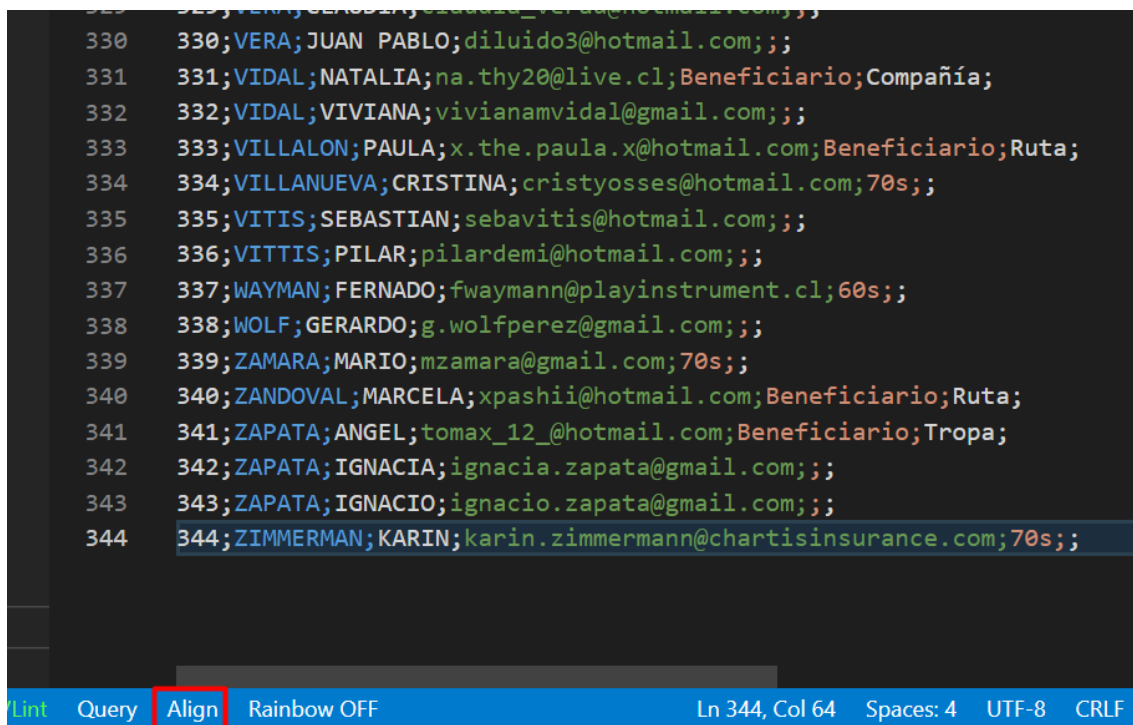 330 330;VERA;JUAN PABLO;diluido3@hotmail.com;;;
331 331;VIDAL;NATALIA;na.thy20@live.cl;Beneficiario;Compañía;
332 332;VIDAL;VIVIANA;vivianamvidal@gmail.com;;;
333 333;VILLALON;PAULA;x.the.paula.x@hotmail.com;Beneficiario;Ruta;
334 334;VILLANUEVA;CRISTINA;cristyosses@hotmail.com;70s;;
335 335;VITIS;SEBASTIAN;sebavitis@hotmail.com;;;
336 336;VITTIS;PILAR;pilardemi@hotmail.com;;;
337 337;WAYMAN;FERNADO;fwaymann@playinstrument.cl;60s;;
338 338;WOLF;GERARDO;g.wolfperez@gmail.com;;;
339 339;ZAMARA;MARIO;mzamara@gmail.com;70s;;
340 340;ZANDOVAL;MARCELA;xpashii@hotmail.com;Beneficiario;Ruta;
341 341;ZAPATA;ANGEL;tomax_12_@hotmail.com;Beneficiario;Tropa;
342 342;ZAPATA;IGNACIA;ignacia.zapata@gmail.com;;;
343 343;ZAPATA;IGNACIO;ignacio.zapata@gmail.com;;;
344 344;ZIMMERMAN;KARIN;karin.zimmermann@chartisinsurance.com;70s;;
Lint Query Align Rainbow OFF Ln 344, Col 64 Spaces: 4 UTF-8 CRLF